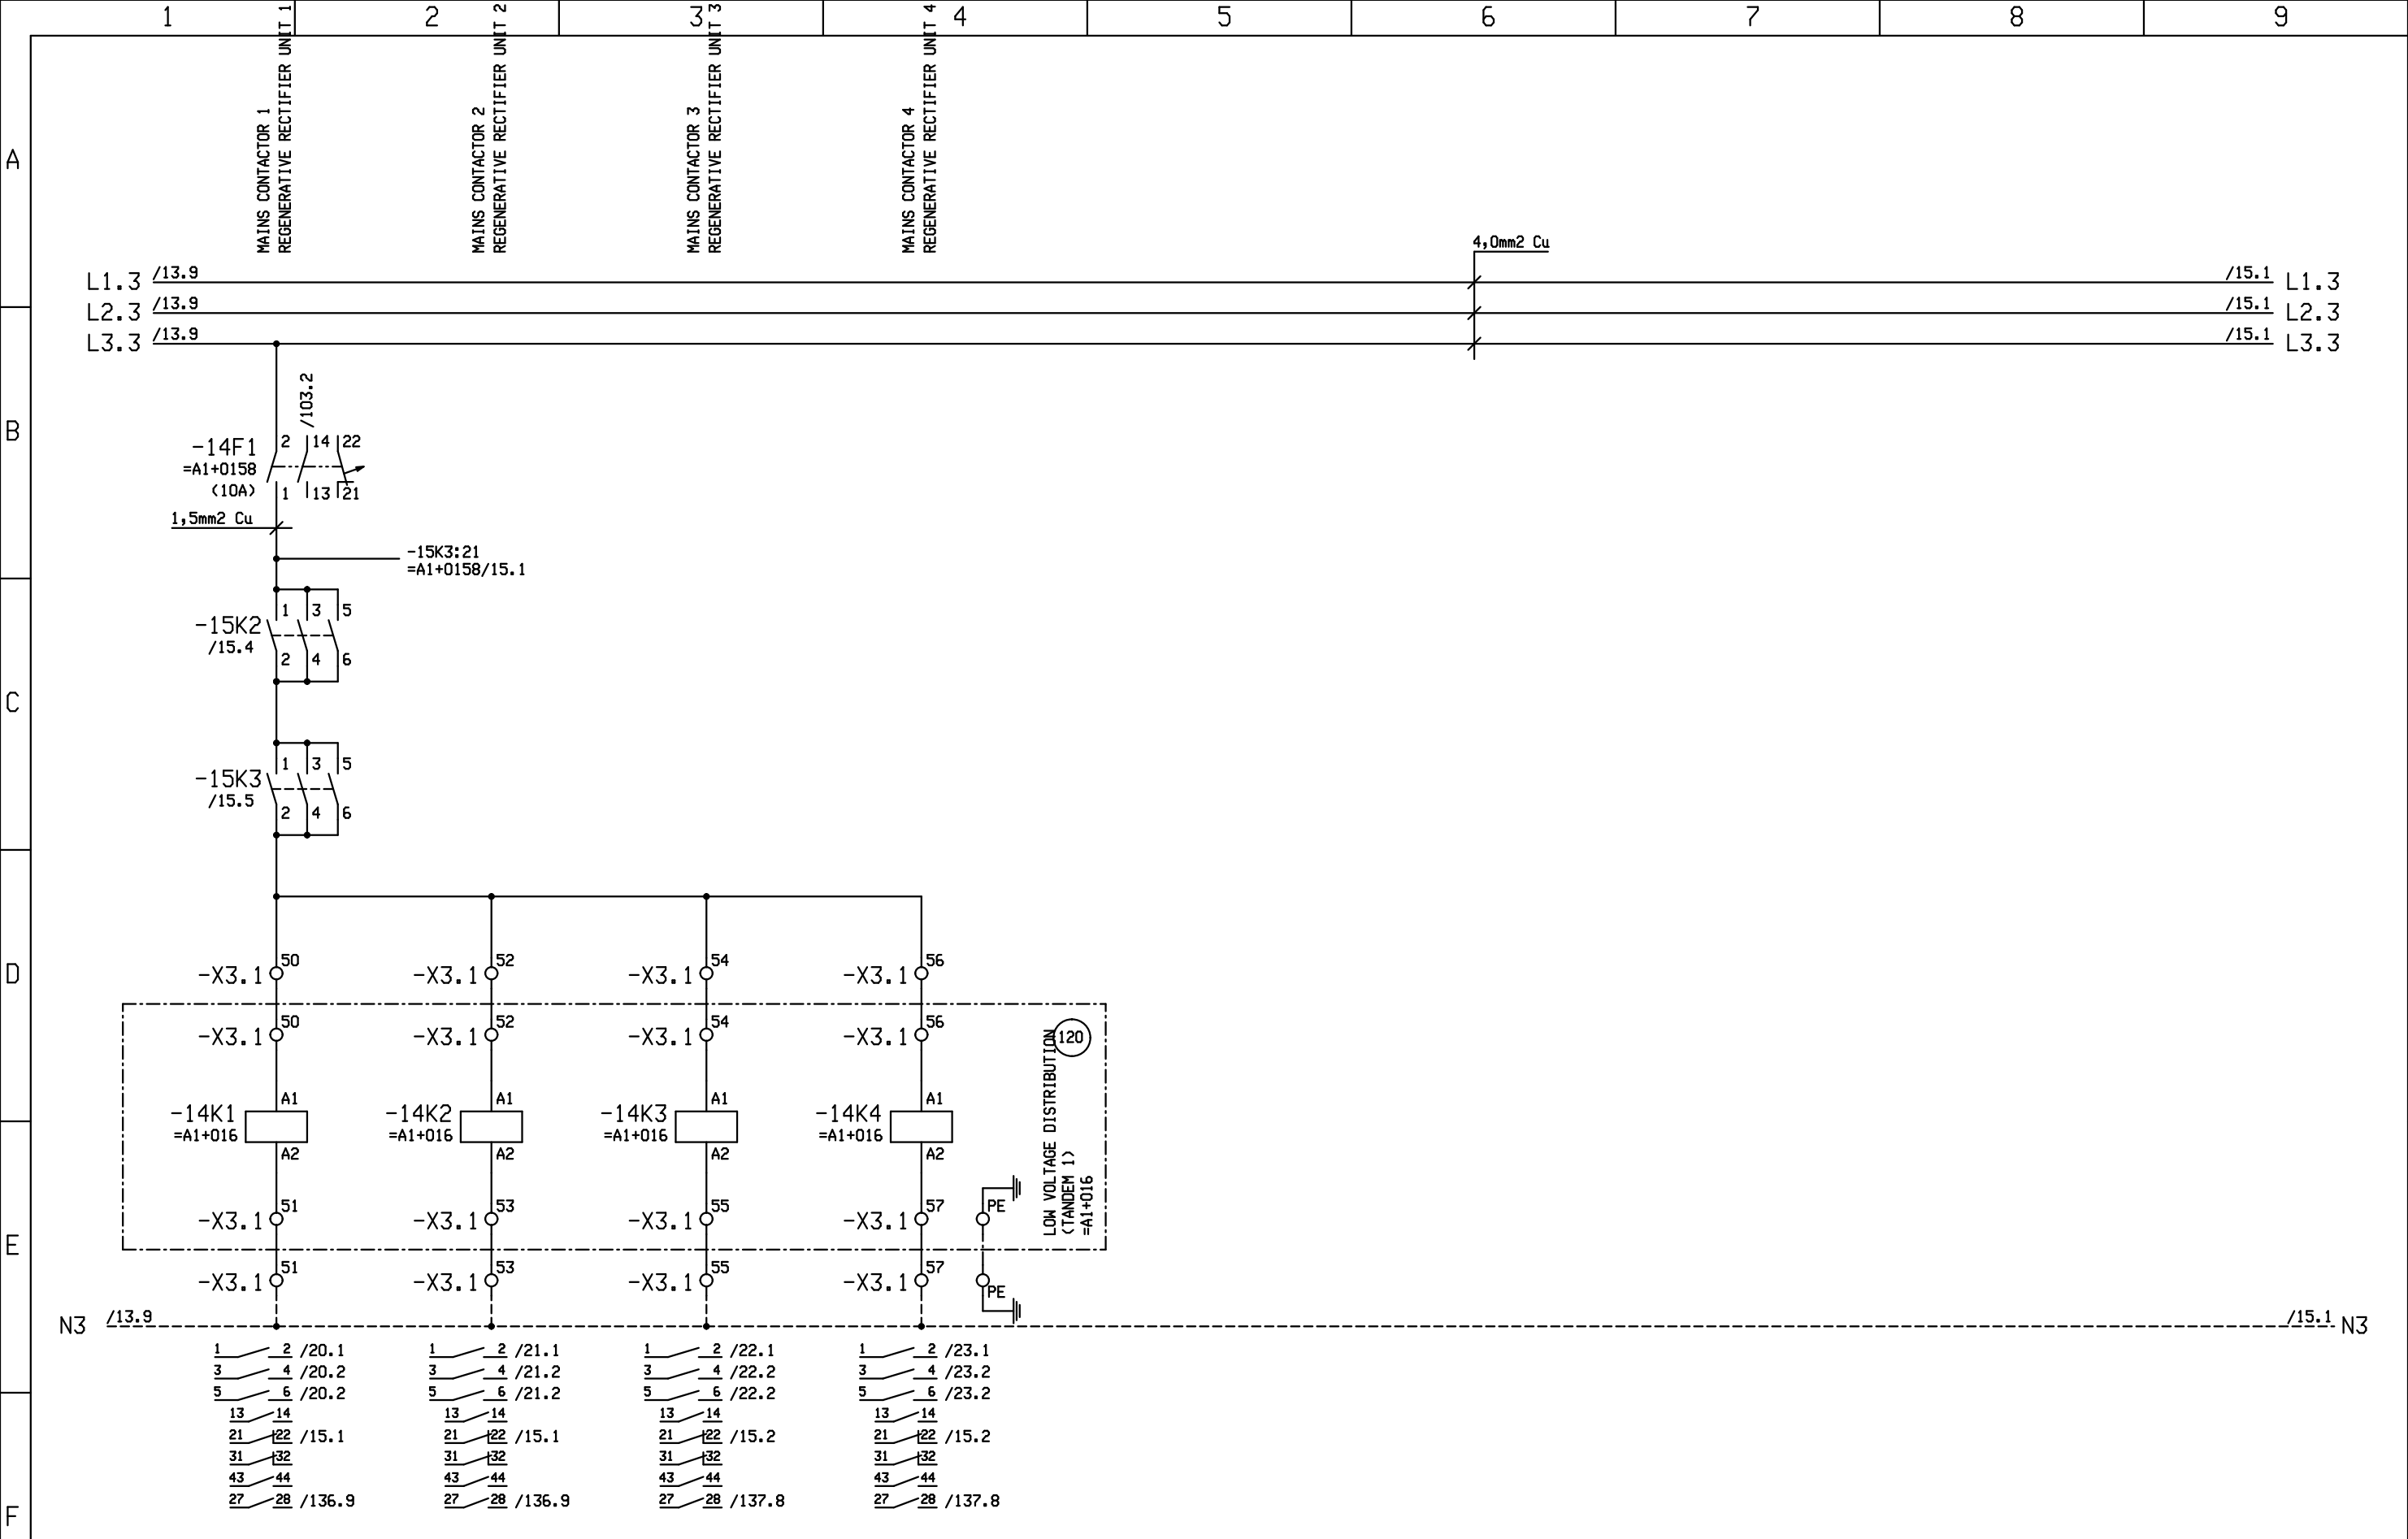 1 2 3 4 5 6 7 8 9
A
B
C
D
E
F
MAINS CONTACTOR 1
REGENERATIVE RECTIFIER UNIT 1
MAINS CONTACTOR 2
REGENERATIVE RECTIFIER UNIT 2
MAINS CONTACTOR 3
REGENERATIVE RECTIFIER UNIT 3
MAINS CONTACTOR 4
REGENERATIVE RECTIFIER UNIT 4
4,0mm2 Cu
L1.3 /13.9 /15.1 L1.3
L2.3 /13.9 /15.1 L2.3
L3.3 /13.9 /15.1 L3.3
/103.2
-14F1 2 14 22
=A1+0158
(10A) 1 13 21
1,5mm2 Cu
-15K3:21
=A1+0158/15.1
1 3 5
-15K2
/15.4
2 4 6
1 3 5
-15K3
/15.5
2 4 6
-X3.1 50 -X3.1 52 -X3.1 54 -X3.1 56
-X3.1 50 -X3.1 52 -X3.1 54 -X3.1 56
120
LOW VOLTAGE DISTRIBUTION
(TANDEM 1)
=A1+016
A1 A1 A1 A1
-14K1 -14K2 -14K3 -14K4
=A1+016 =A1+016 =A1+016 =A1+016
A2 A2 A2 A2
-X3.1 51 -X3.1 53 -X3.1 55 -X3.1 57 PE
-X3.1 51 -X3.1 53 -X3.1 55 -X3.1 57 PE
N3 /13.9 /15.1 N3
1 2 /20.1 1 2 /21.1 1 2 /22.1 1 2 /23.1
3 4 /20.2 3 4 /21.2 3 4 /22.2 3 4 /23.2
5 6 /20.2 5 6 /21.2 5 6 /22.2 5 6 /23.2
13 14 13 14 13 14 13 14
21 22 /15.1 21 22 /15.1 21 22 /15.2 21 22 /15.2
31 32 31 32 31 32 31 32
43 44 43 44 43 44 43 44
27 28 /136.9 27 28 /136.9 27 28 /137.8 27 28 /137.8